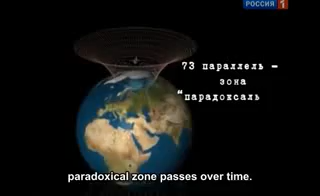 РОССИЯ 1
73 параллель –
зона
"парадоксаль
paradoxical zone passes over time.